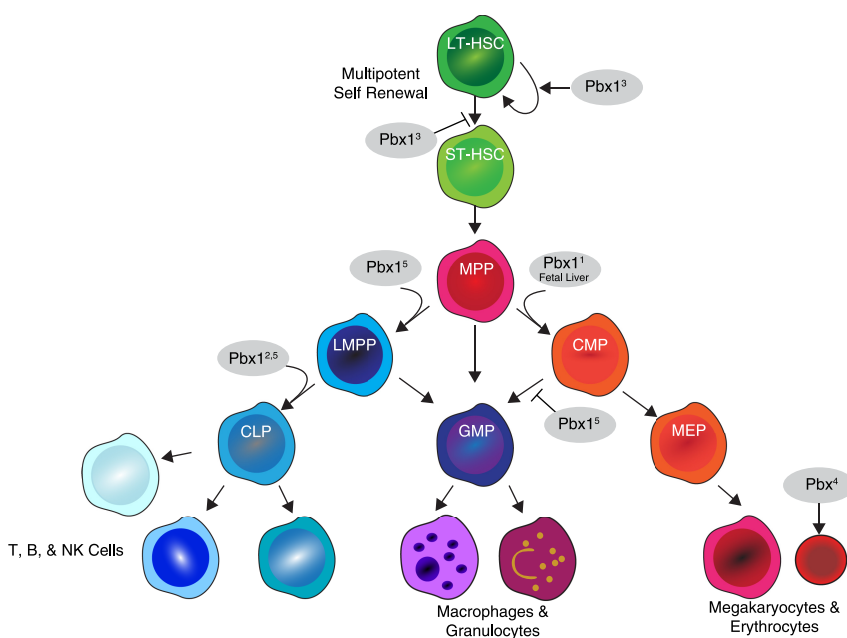 LT-HSC
Multipotent
Self Renewal
Pbx1³
Pbx1³
ST-HSC
MPP
Pbx1⁵
Pbx1¹
Fetal Liver
LMPP
CMP
Pbx1²,⁵
CLP
GMP
Pbx1⁵
MEP
Pbx⁴
T, B, & NK Cells
Macrophages &
Granulocytes
Megakaryocytes &
Erythrocytes